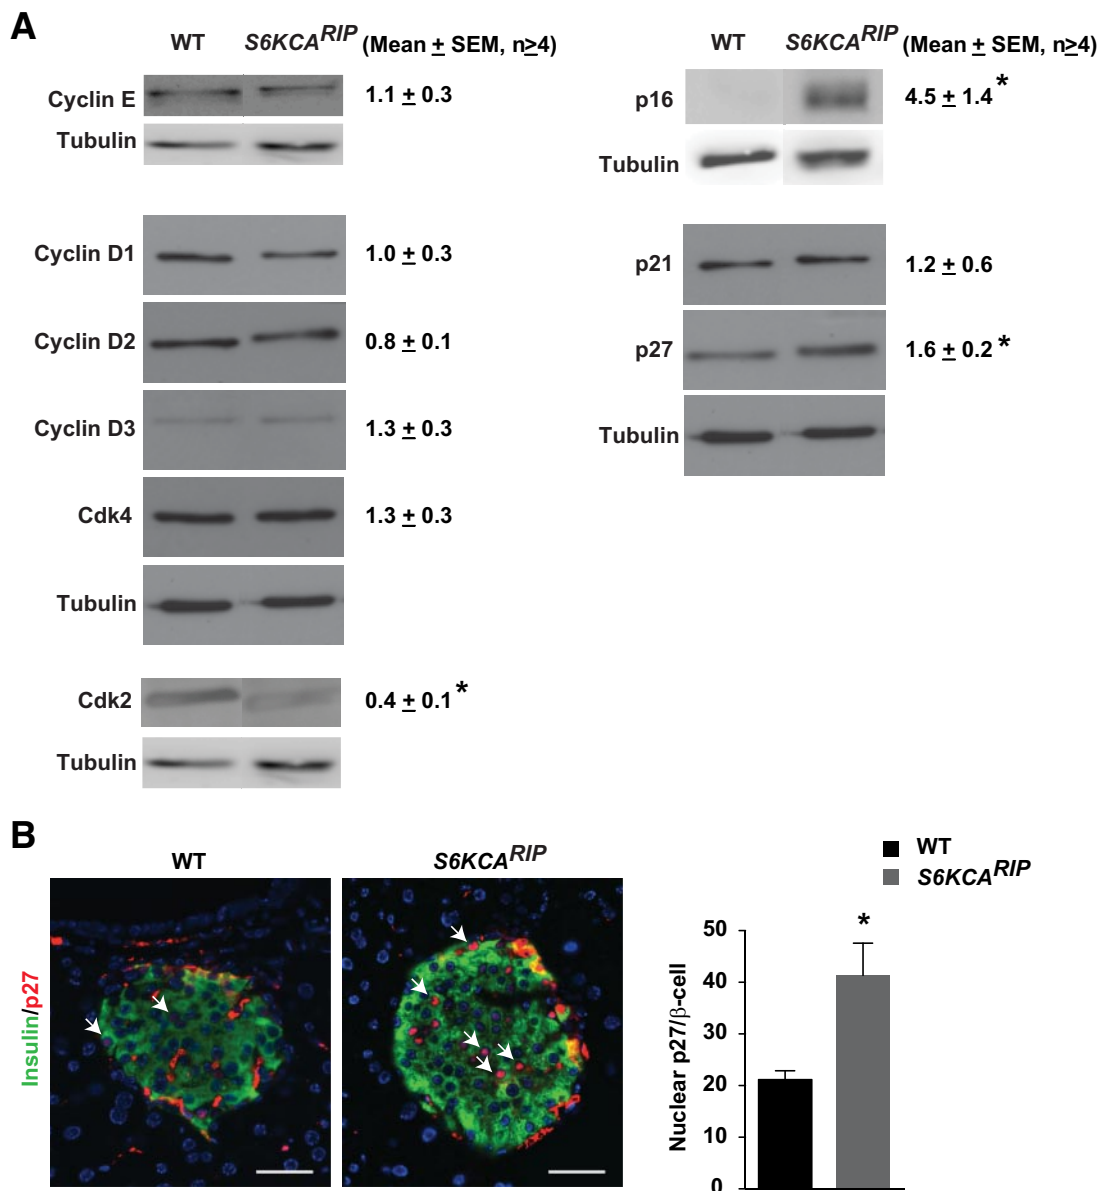 A
WT S6KCA^RIP (Mean ± SEM, n≥4)
Cyclin E 1.1 ± 0.3
Tubulin
Cyclin D1 1.0 ± 0.3
Cyclin D2 0.8 ± 0.1
Cyclin D3 1.3 ± 0.3
Cdk4 1.3 ± 0.3
Tubulin
Cdk2 0.4 ± 0.1 *
Tubulin
WT S6KCA^RIP (Mean ± SEM, n≥4)
p16 4.5 ± 1.4 *
Tubulin
p21 1.2 ± 0.6
p27 1.6 ± 0.2 *
Tubulin
B
WT S6KCA^RIP
Insulin/p27
WT
S6KCA^RIP
Nuclear p27/β-cell
50
40
30
20
10
0
*